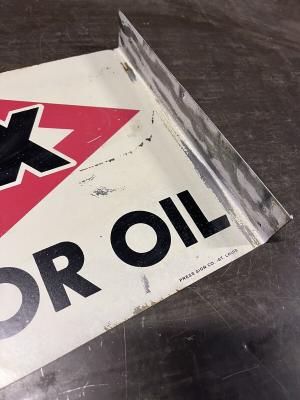 X
OR OIL
PRESS SIGN CO. ST. LOUIS